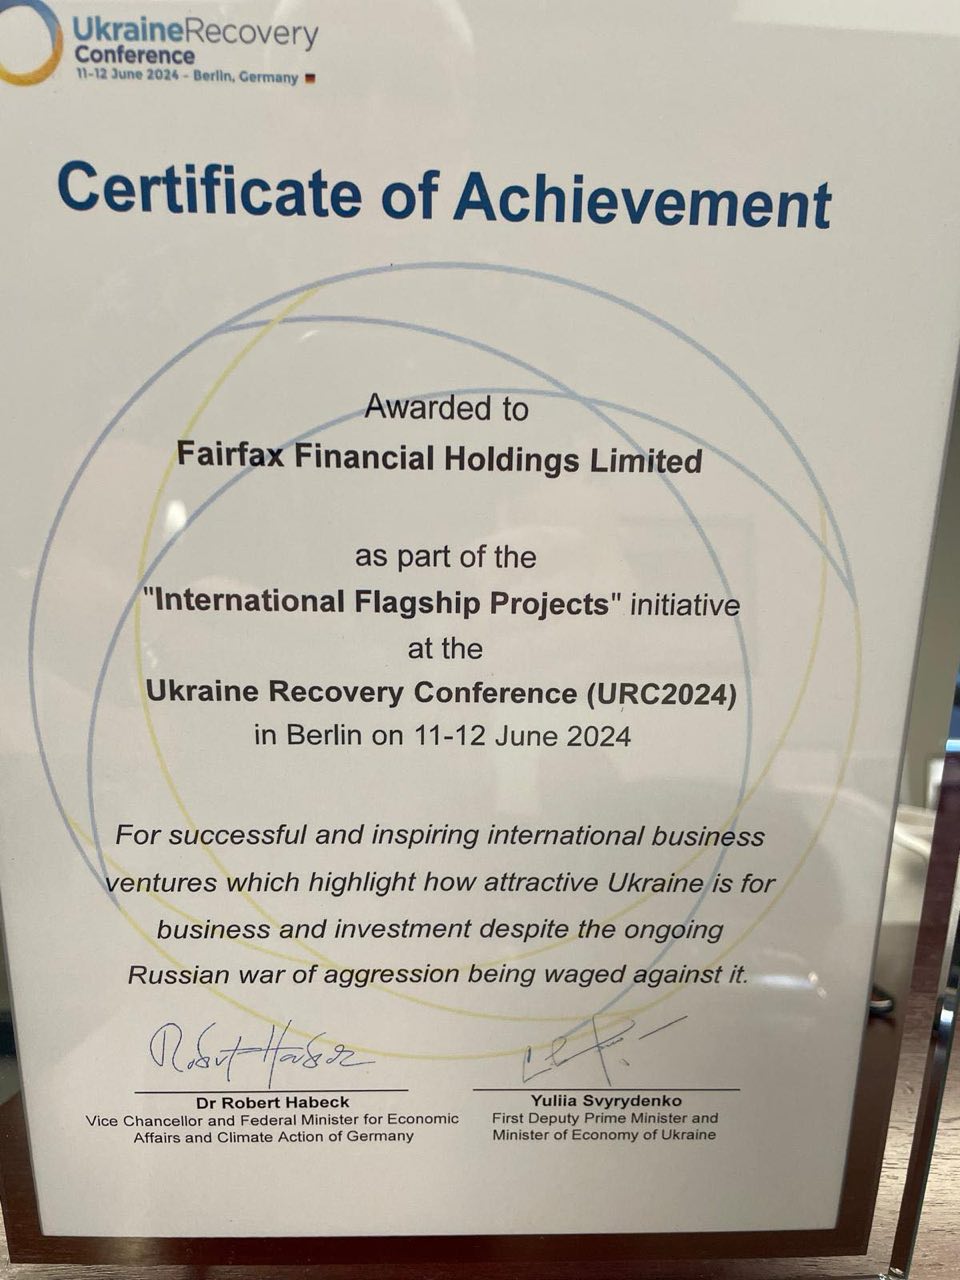 UkraineRecovery
Conference
11-12 June 2024 - Berlin, Germany
Certificate of Achievement
Awarded to
Fairfax Financial Holdings Limited
as part of the
"International Flagship Projects" initiative
at the
Ukraine Recovery Conference (URC2024)
in Berlin on 11-12 June 2024
For successful and inspiring international business
ventures which highlight how attractive Ukraine is for
business and investment despite the ongoing
Russian war of aggression being waged against it.
Robert Habeck
Dr Robert Habeck
Vice Chancellor and Federal Minister for Economic
Affairs and Climate Action of Germany
Yuliia Svyrydenko
First Deputy Prime Minister and
Minister of Economy of Ukraine